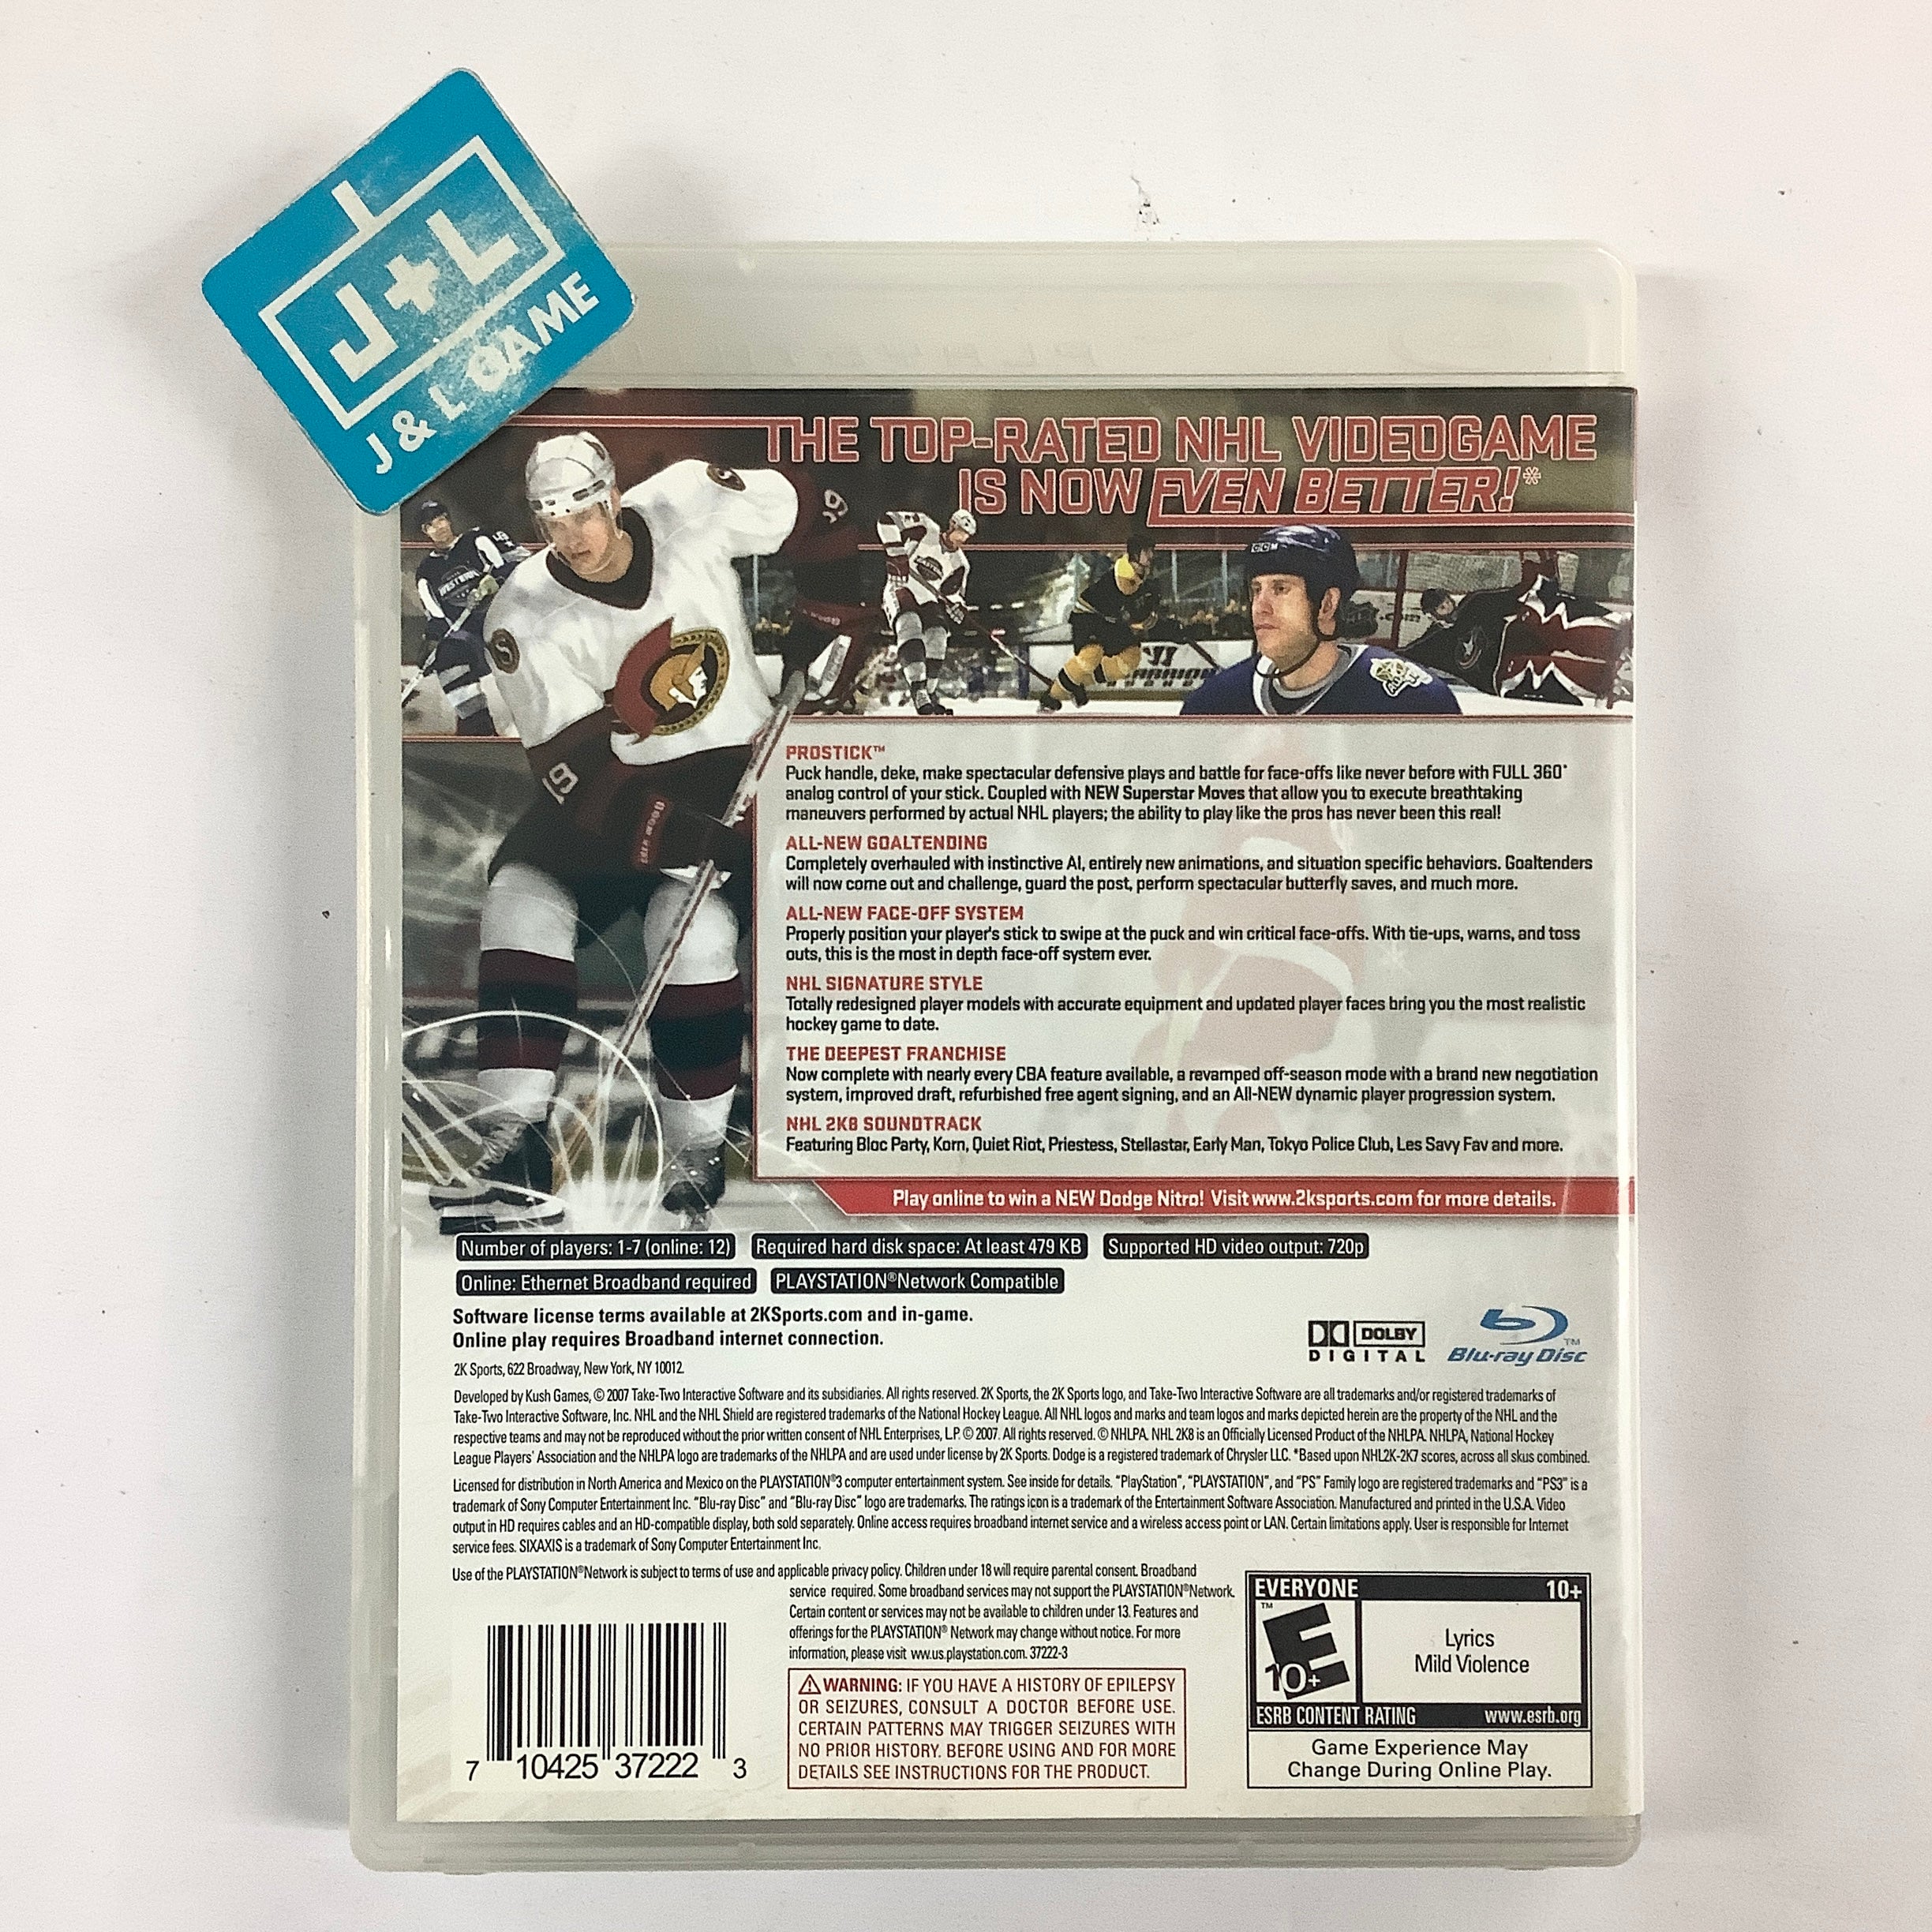 J+L
J & L GAME
THE TOP-RATED NHL VIDEOGAME
IS NOW EVEN BETTER!*
CCM
WESTERN
WARRIOR
PROSTICK™
Puck handle, deke, make spectacular defensive plays and battle for face-offs like never before with FULL 360°
analog control of your stick. Coupled with NEW Superstar Moves that allow you to execute breathtaking
maneuvers performed by actual NHL players; the ability to play like the pros has never been this real!
ALL-NEW GOALTENDING
Completely overhauled with instinctive AI, entirely new animations, and situation specific behaviors. Goaltenders
will now come out and challenge, guard the post, perform spectacular butterfly saves, and much more.
ALL-NEW FACE-OFF SYSTEM
Properly position your player's stick to swipe at the puck and win critical face-offs. With tie-ups, warns, and toss
outs, this is the most in depth face-off system ever.
NHL SIGNATURE STYLE
Totally redesigned player models with accurate equipment and updated player faces bring you the most realistic
hockey game to date.
THE DEEPEST FRANCHISE
Now complete with nearly every CBA feature available, a revamped off-season mode with a brand new negotiation
system, improved draft, refurbished free agent signing, and an All-NEW dynamic player progression system.
NHL 2K8 SOUNDTRACK
Featuring Bloc Party, Korn, Quiet Riot, Priestess, Stellastar, Early Man, Tokyo Police Club, Les Savy Fav and more.
Play online to win a NEW Dodge Nitro! Visit www.2ksports.com for more details.
Number of players: 1-7 (online: 12) Required hard disk space: At least 479 KB Supported HD video output: 720p
Online: Ethernet Broadband required PLAYSTATION®Network Compatible
Software license terms available at 2KSports.com and in-game.
Online play requires Broadband internet connection.
DOLBY
DIGITAL
Blu-ray Disc™
2K Sports, 622 Broadway, New York, NY 10012.
Developed by Kush Games, © 2007 Take-Two Interactive Software and its subsidiaries. All rights reserved. 2K Sports, the 2K Sports logo, and Take-Two Interactive Software are all trademarks and/or registered trademarks of
Take-Two Interactive Software, Inc. NHL and the NHL Shield are registered trademarks of the National Hockey League. All NHL logos and marks and team logos and marks depicted herein are the property of the NHL and the
respective teams and may not be reproduced without the prior written consent of NHL Enterprises, L.P. © 2007. All rights reserved. © NHLPA. NHL 2K8 is an Officially Licensed Product of the NHLPA. NHLPA, National Hockey
League Players' Association and the NHLPA logo are trademarks of the NHLPA and are used under license by 2K Sports. Dodge is a registered trademark of Chrysler LLC. *Based upon NHL2K-2K7 scores, across all skus combined.
Licensed for distribution in North America and Mexico on the PLAYSTATION®3 computer entertainment system. See inside for details. "PlayStation", "PLAYSTATION", and "PS" Family logo are registered trademarks and "PS3" is a
trademark of Sony Computer Entertainment Inc. "Blu-ray Disc" and "Blu-ray Disc" logo are trademarks. The ratings icon is a trademark of the Entertainment Software Association. Manufactured and printed in the U.S.A. Video
output in HD requires cables and an HD-compatible display, both sold separately. Online access requires broadband internet service and a wireless access point or LAN. Certain limitations apply. User is responsible for Internet
service fees. SIXAXIS is a trademark of Sony Computer Entertainment Inc.
Use of the PLAYSTATION®Network is subject to terms of use and applicable privacy policy. Children under 18 will require parental consent. Broadband
service required. Some broadband services may not support the PLAYSTATION®Network.
Certain content or services may not be available to children under 13. Features and
offerings for the PLAYSTATION® Network may change without notice. For more
information, please visit www.us.playstation.com. 37222-3
WARNING: IF YOU HAVE A HISTORY OF EPILEPSY
OR SEIZURES, CONSULT A DOCTOR BEFORE USE.
CERTAIN PATTERNS MAY TRIGGER SEIZURES WITH
NO PRIOR HISTORY. BEFORE USING AND FOR MORE
DETAILS SEE INSTRUCTIONS FOR THE PRODUCT.
7 10425 37222 3
EVERYONE 10+
E 10+ ™
Lyrics
Mild Violence
ESRB CONTENT RATING www.esrb.org
Game Experience May
Change During Online Play.